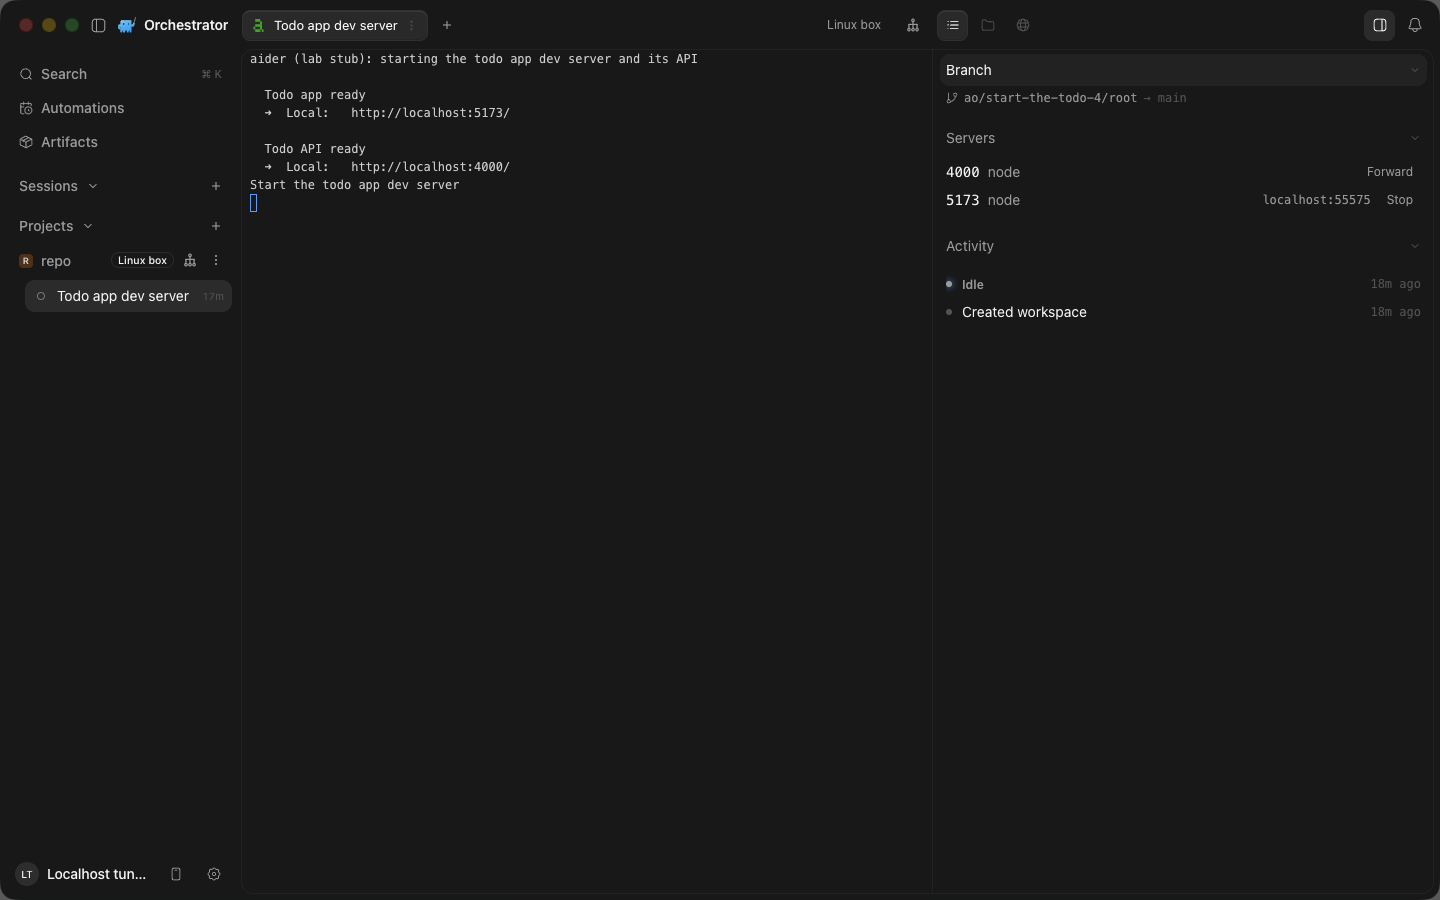 Orchestrator
Todo app dev server
Linux box
Search ⌘ K
Automations
Artifacts
Sessions
Projects
R repo Linux box
Todo app dev server 17m
LT Localhost tun...
aider (lab stub): starting the todo app dev server and its API
Todo app ready
➜ Local: http://localhost:5173/
Todo API ready
➜ Local: http://localhost:4000/
Start the todo app dev server
Branch
ao/start-the-todo-4/root → main
Servers
4000 node Forward
5173 node localhost:55575 Stop
Activity
Idle 18m ago
Created workspace 18m ago